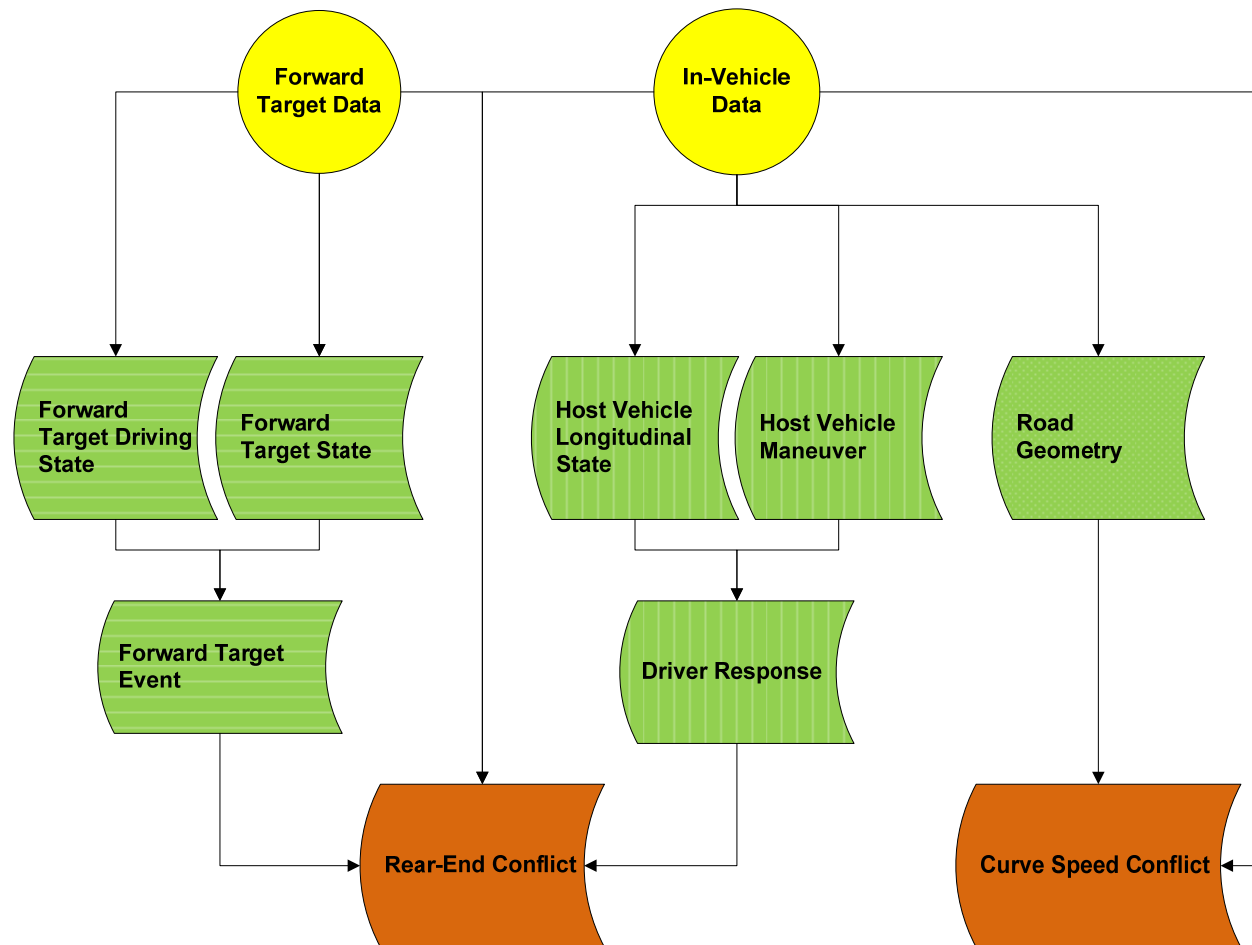 Forward
Target Data
In-Vehicle
Data
Forward
Target Driving
State
Forward
Target State
Host Vehicle
Longitudinal
State
Host Vehicle
Maneuver
Road
Geometry
Forward Target
Event
Driver Response
Rear-End Conflict
Curve Speed Conflict